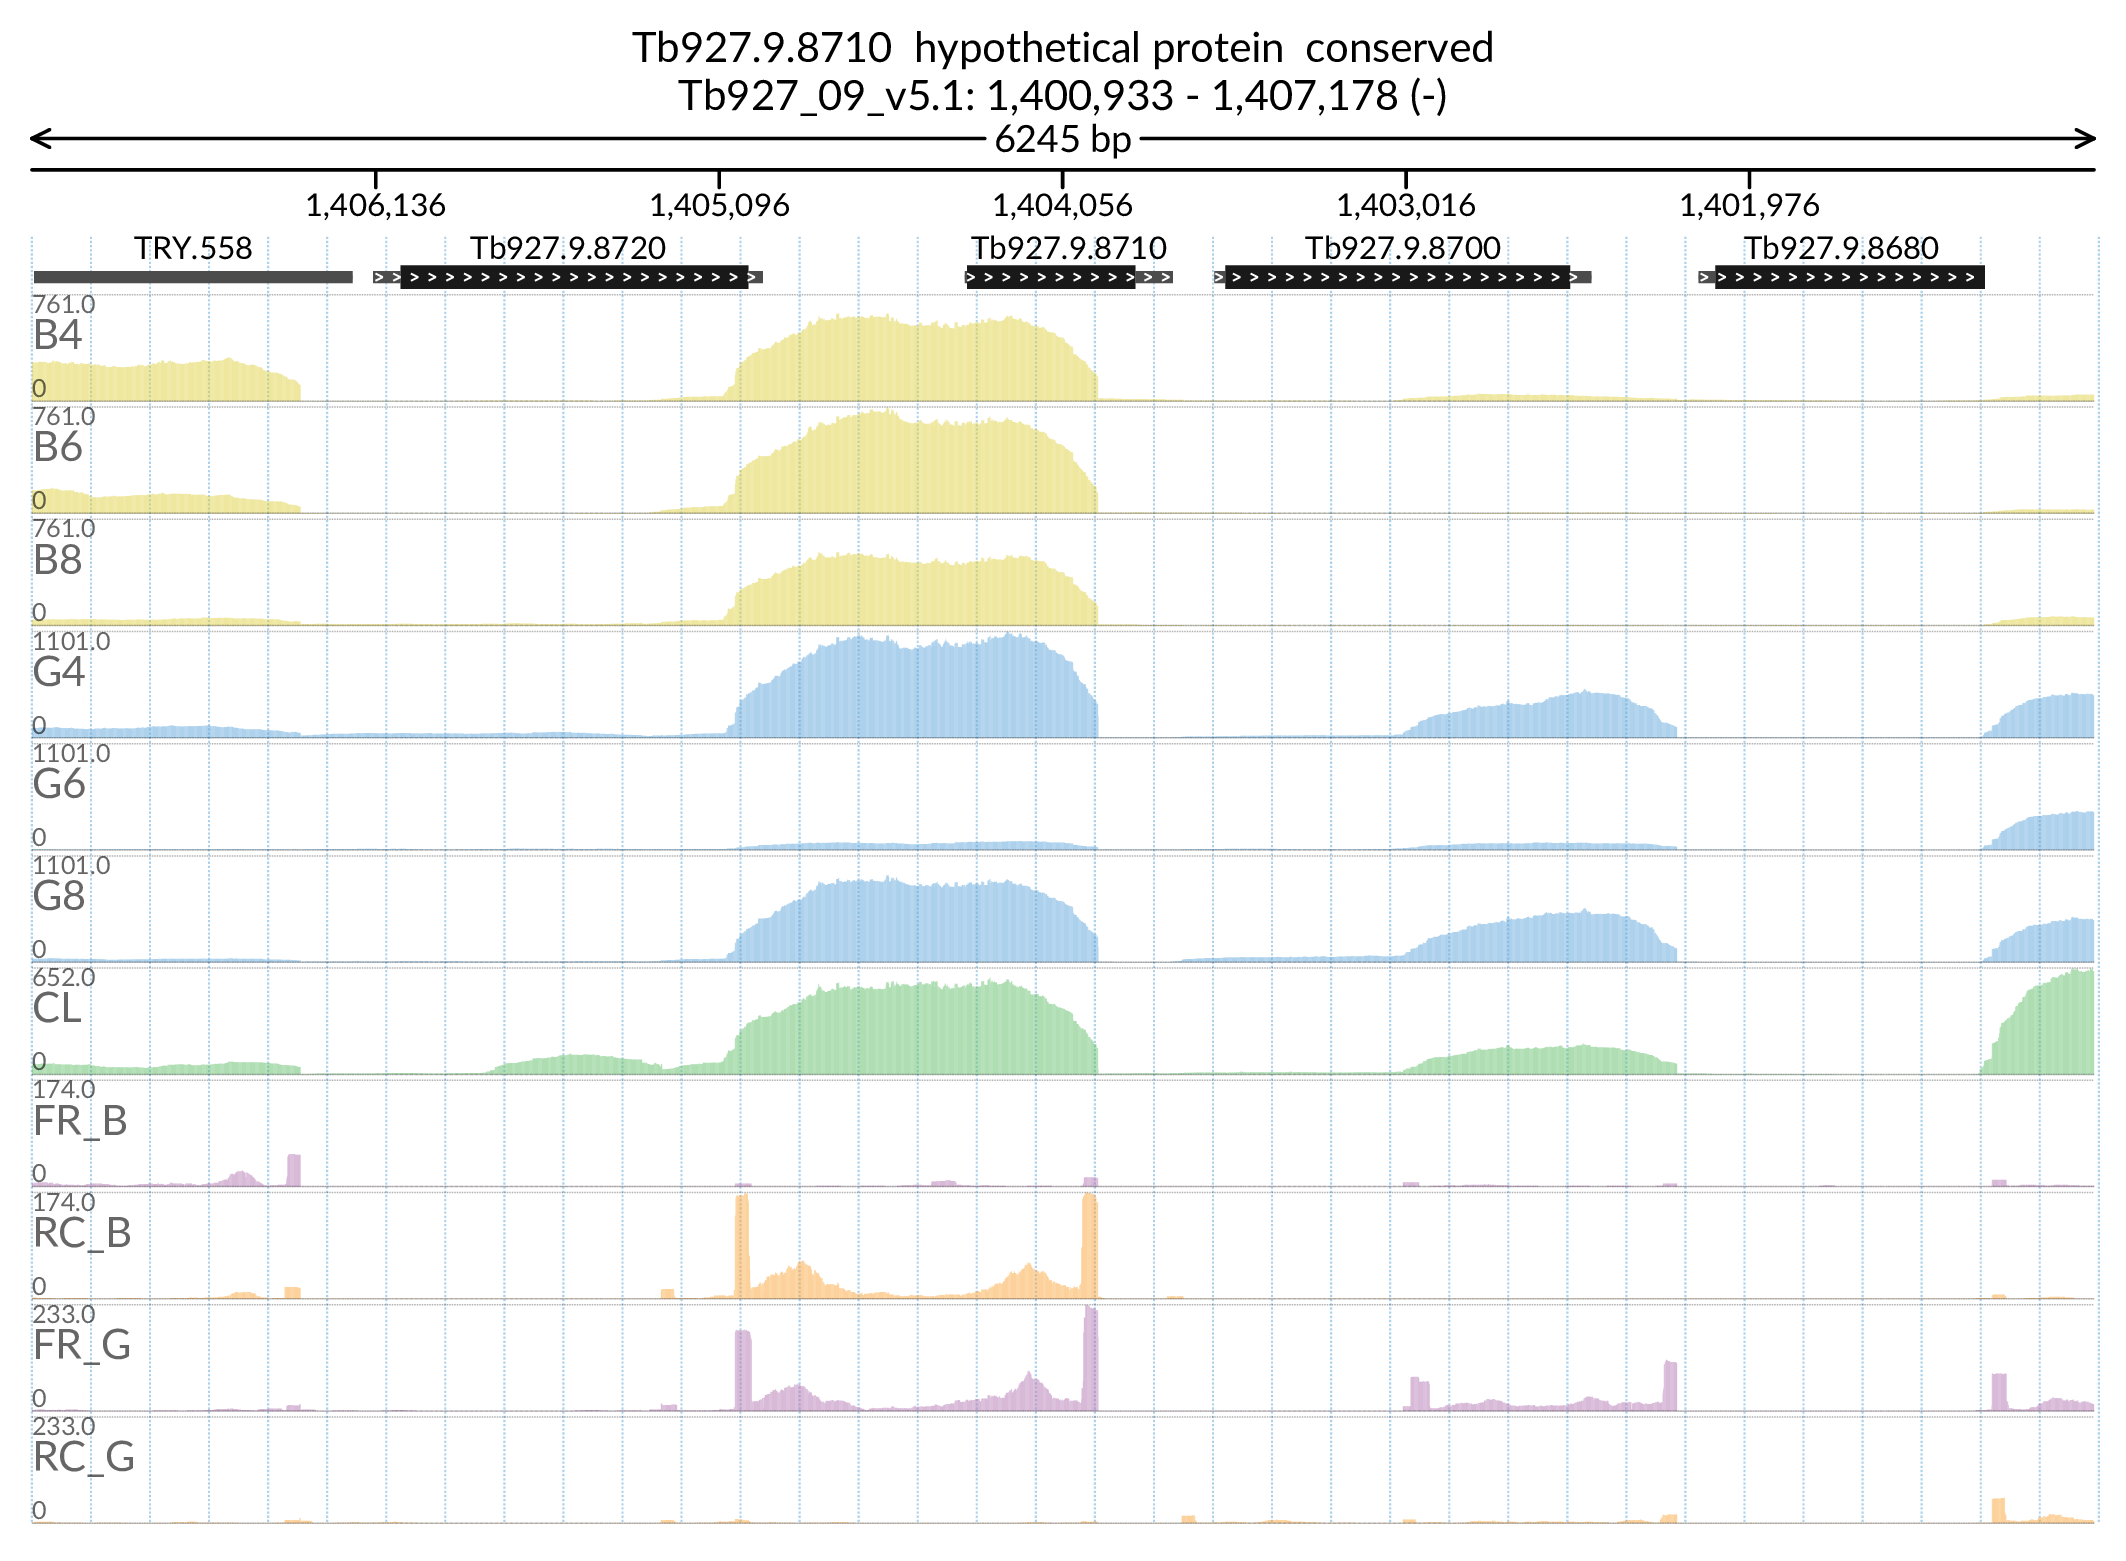 Tb927.9.8710 hypothetical protein conserved
Tb927_09_v5.1: 1,400,933 - 1,407,178 (-)
6245 bp
1,406,136 1,405,096 1,404,056 1,403,016 1,401,976
TRY.558 Tb927.9.8720 Tb927.9.8710 Tb927.9.8700 Tb927.9.8680
761.0
B4
0
761.0
B6
0
761.0
B8
0
1101.0
G4
0
1101.0
G6
0
1101.0
G8
0
652.0
CL
0
174.0
FR_B
0
174.0
RC_B
0
233.0
FR_G
0
233.0
RC_G
0